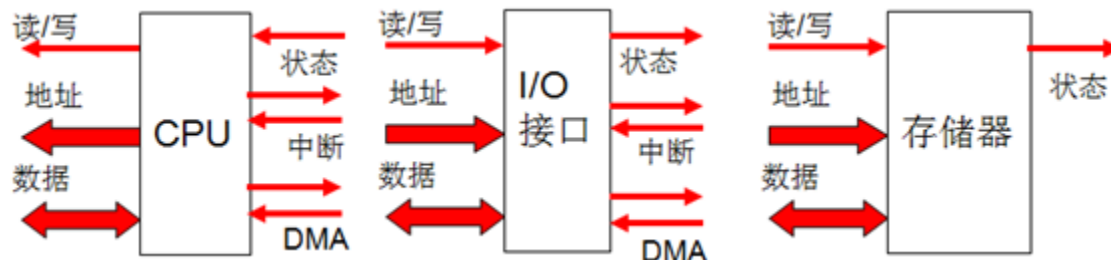 读/写
地址
数据
CPU
状态
中断
DMA
读/写
地址
数据
I/O
接口
状态
中断
DMA
读/写
地址
数据
存储器
状态